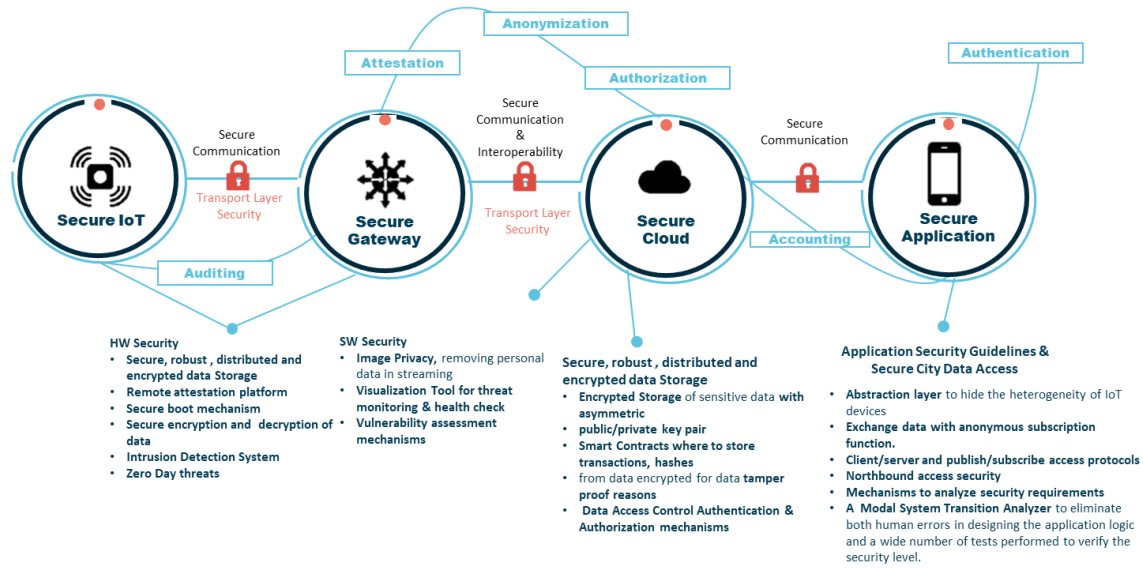 Anonymization
Attestation
Authorization
Authentication
Secure
Communication
Transport Layer
Security
Secure
Communication
&
Interoperability
Transport Layer
Security
Secure
Communication
Secure IoT
Secure
Gateway
Secure
Cloud
Secure
Application
Auditing
Accounting
HW Security
• Secure, robust , distributed and
encrypted data Storage
• Remote attestation platform
• Secure boot mechanism
• Secure encryption and decryption of
data
• Intrusion Detection System
• Zero Day threats
SW Security
• Image Privacy, removing personal
data in streaming
• Visualization Tool for threat
monitoring & health check
• Vulnerability assessment
mechanisms
Secure, robust , distributed and
encrypted data Storage
• Encrypted Storage of sensitive data with
asymmetric
• public/private key pair
• Smart Contracts where to store
transactions, hashes
• from data encrypted for data tamper
proof reasons
• Data Access Control Authentication &
Authorization mechanisms
Application Security Guidelines &
Secure City Data Access
• Abstraction layer to hide the heterogeneity of IoT
devices
• Exchange data with anonymous subscription
function.
• Client/server and publish/subscribe access protocols
• Northbound access security
• Mechanisms to analyze security requirements
• A Modal System Transition Analyzer to eliminate
both human errors in designing the application logic
and a wide number of tests performed to verify the
security level.